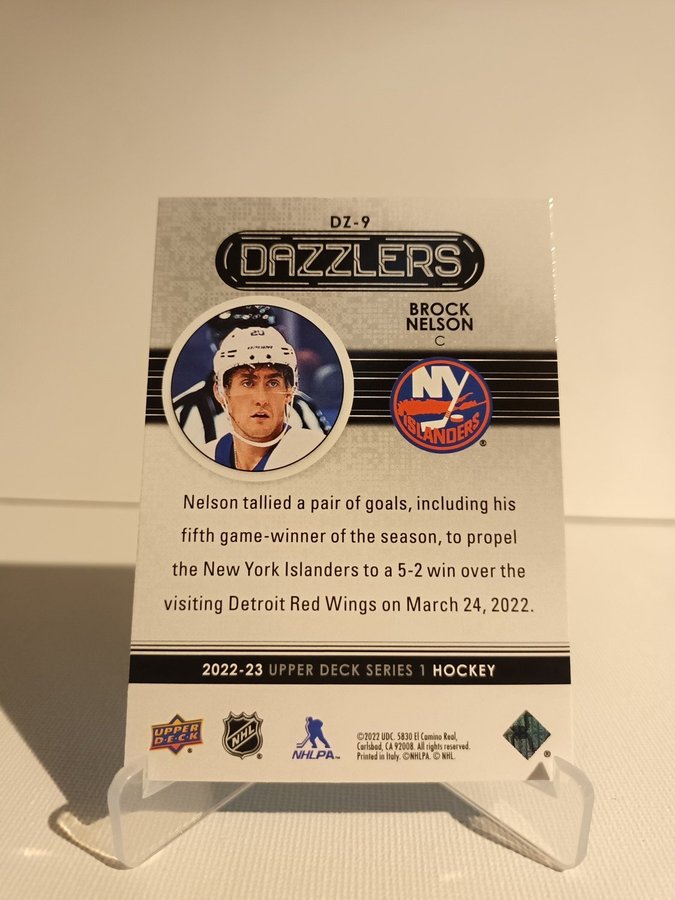 DZ-9
DAZZLERS
BROCK
NELSON
C
NY
ISLANDERS
®
Nelson tallied a pair of goals, including his
fifth game-winner of the season, to propel
the New York Islanders to a 5-2 win over the
visiting Detroit Red Wings on March 24, 2022.
2022-23 UPPER DECK SERIES 1 HOCKEY
UPPER
DECK
®
NHL
®
NHLPA™
©2022 UDC. 5830 El Camino Real,
Carlsbad, CA 92008. All rights reserved.
Printed in Italy. ©NHLPA. © NHL.
®